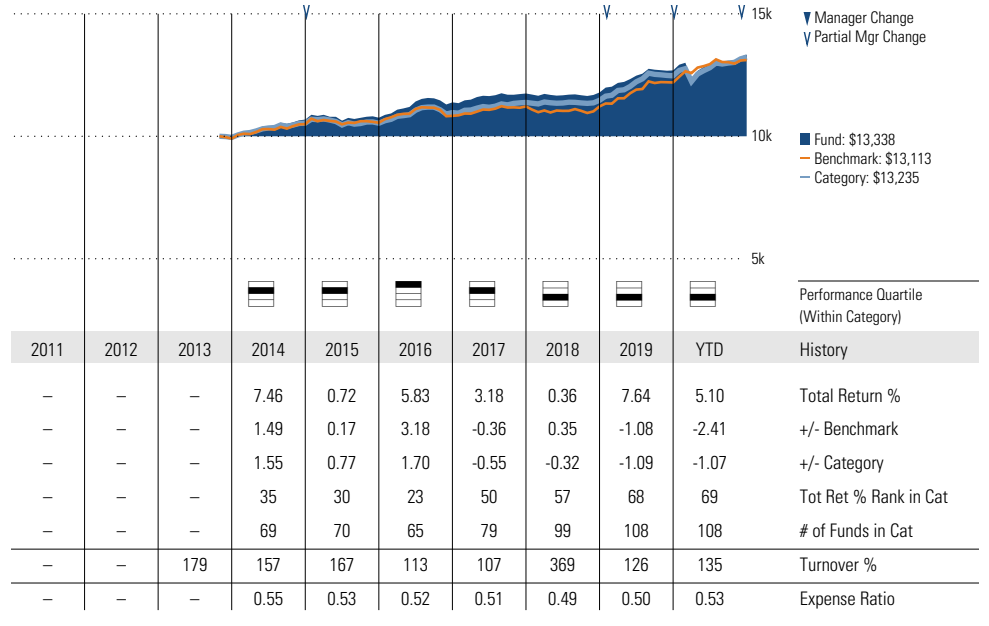 15k
Manager Change
Partial Mgr Change
10k
Fund: $13,338
Benchmark: $13,113
Category: $13,235
5k
Performance Quartile
(Within Category)
2011 2012 2013 2014 2015 2016 2017 2018 2019 YTD History
– – – 7.46 0.72 5.83 3.18 0.36 7.64 5.10 Total Return %
– – – 1.49 0.17 3.18 -0.36 0.35 -1.08 -2.41 +/- Benchmark
– – – 1.55 0.77 1.70 -0.55 -0.32 -1.09 -1.07 +/- Category
– – – 35 30 23 50 57 68 69 Tot Ret % Rank in Cat
– – – 69 70 65 79 99 108 108 # of Funds in Cat
– – 179 157 167 113 107 369 126 135 Turnover %
– – – 0.55 0.53 0.52 0.51 0.49 0.50 0.53 Expense Ratio